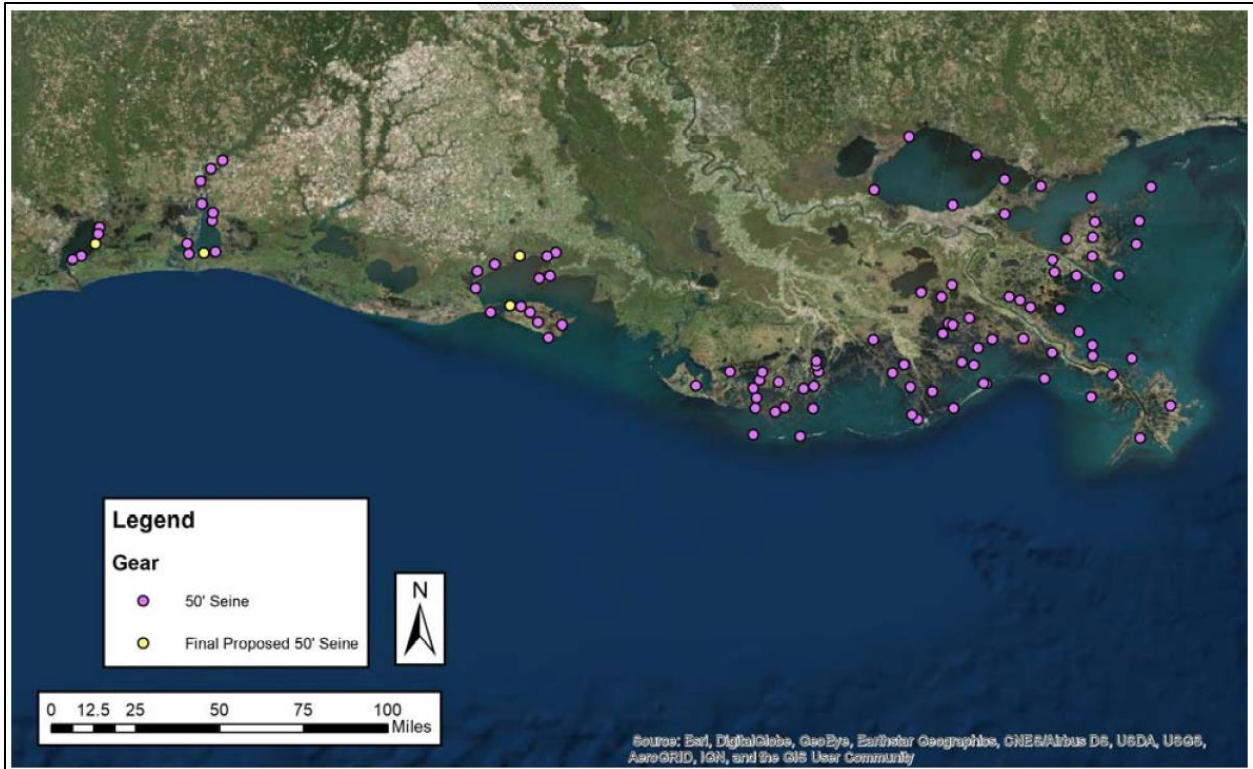 Legend
Gear
50' Seine
Final Proposed 50' Seine
N
0 12.5 25 50 75 100
Miles
Source: Esri, DigitalGlobe, GeoEye, Earthstar Geographics, CNES/Airbus DS, USDA, USGS,
AeroGRID, IGN, and the GIS User Community